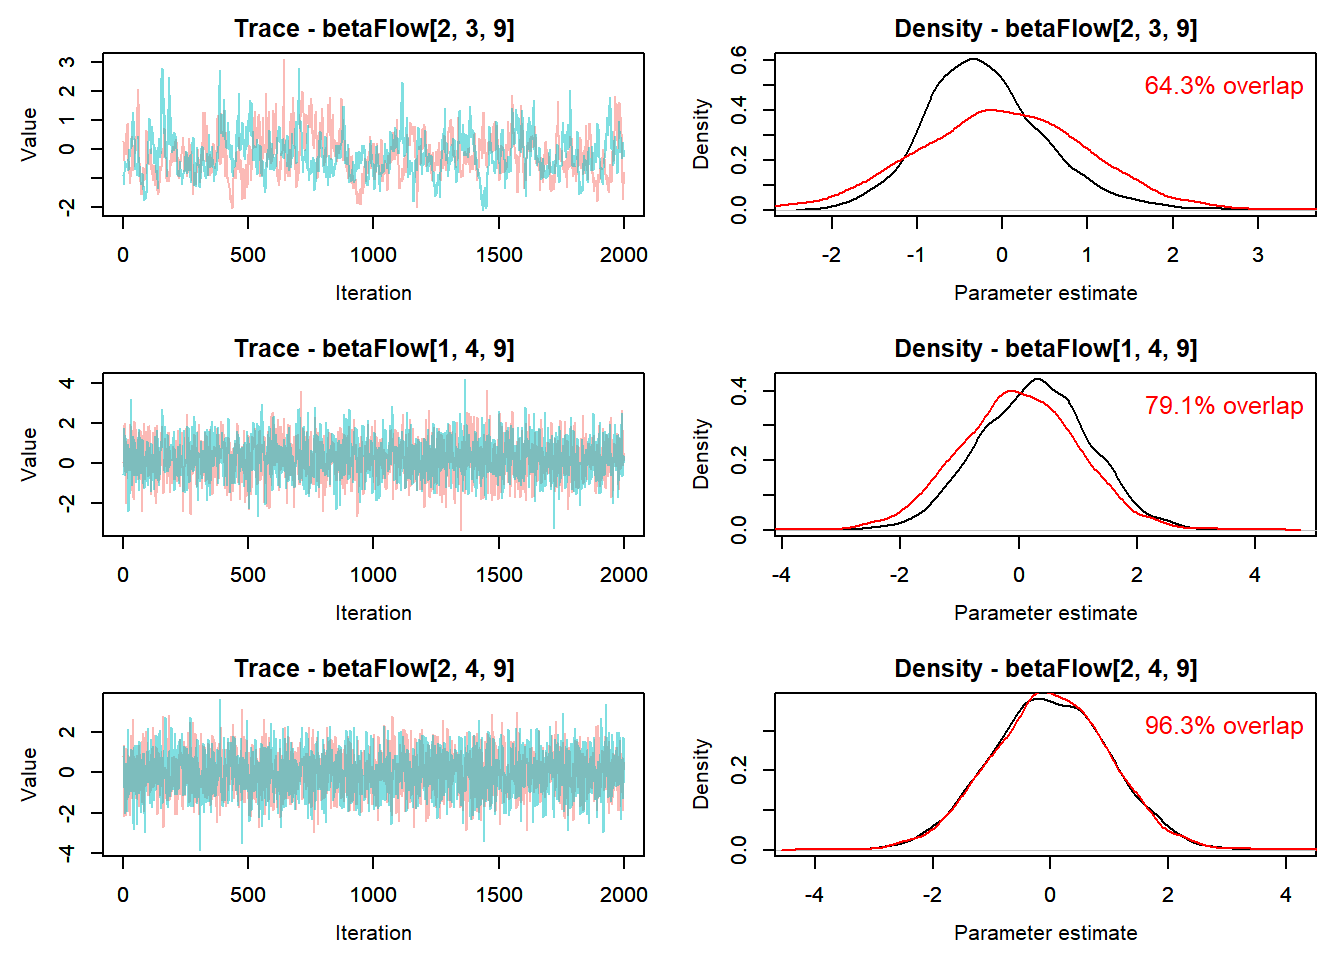 Trace - betaFlow[2, 3, 9]
Value
3
2
1
0
-2
0
500
1000
1500
2000
Iteration
Density - betaFlow[2, 3, 9]
Density
0.6
0.4
0.2
0.0
64.3% overlap
-2
-1
0
1
2
3
Parameter estimate
Trace - betaFlow[1, 4, 9]
Value
4
2
0
-2
0
500
1000
1500
2000
Iteration
Density - betaFlow[1, 4, 9]
Density
0.4
0.2
0.0
79.1% overlap
-4
-2
0
2
4
Parameter estimate
Trace - betaFlow[2, 4, 9]
Value
2
0
-2
-4
0
500
1000
1500
2000
Iteration
Density - betaFlow[2, 4, 9]
Density
0.2
0.0
96.3% overlap
-4
-2
0
2
4
Parameter estimate